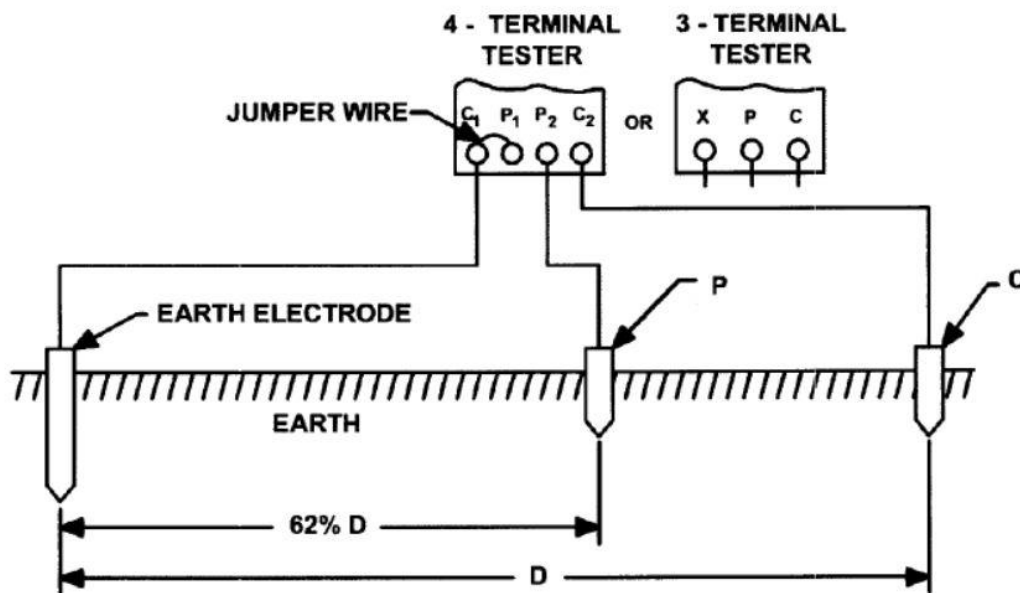 4 - TERMINAL
TESTER
3 - TERMINAL
TESTER
JUMPER WIRE
C1 P1 P2 C2
OR
X P C
P
C
EARTH ELECTRODE
EARTH
62% D
D